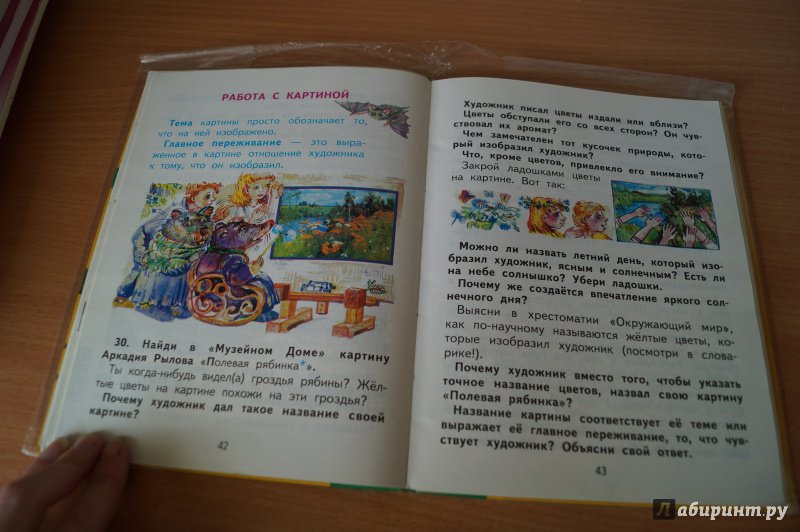 РАБОТА С КАРТИНОЙ
Тема картины просто обозначает то,
что на ней изображено.
Главное переживание — это выра-
женное в картине отношение художника
к тому, что он изобразил.
30. Найди в «Музейном Доме» картину
Аркадия Рылова «Полевая рябинка*».
Ты когда-нибудь видел(а) гроздья рябины? Жёл-
тые цветы на картине похожи на эти гроздья?
Почему художник дал такое название своей
картине?
42
Художник писал цветы издали или вблизи?
Цветы обступали его со всех сторон? Он чув-
ствовал их аромат?
Чем замечателен тот кусочек природы, кото-
рый изобразил художник?
Что, кроме цветов, привлекло его внимание?
Закрой ладошками цветы
на картине. Вот так:
Можно ли назвать летний день, который изо-
бразил художник, ясным и солнечным? Есть ли
на небе солнышко? Убери ладошки.
Почему же создаётся впечатление яркого сол-
нечного дня?
Выясни в хрестоматии «Окружающий мир»,
как по-научному называются жёлтые цветы, ко-
торые изобразил художник (посмотри в слова-
рике!).
Почему художник вместо того, чтобы указать
точное название цветов, назвал свою картину
«Полевая рябинка»?
Название картины соответствует её теме или
выражает её главное переживание, то, что чув-
ствует художник? Объясни свой ответ.
43
Лабиринт.ру